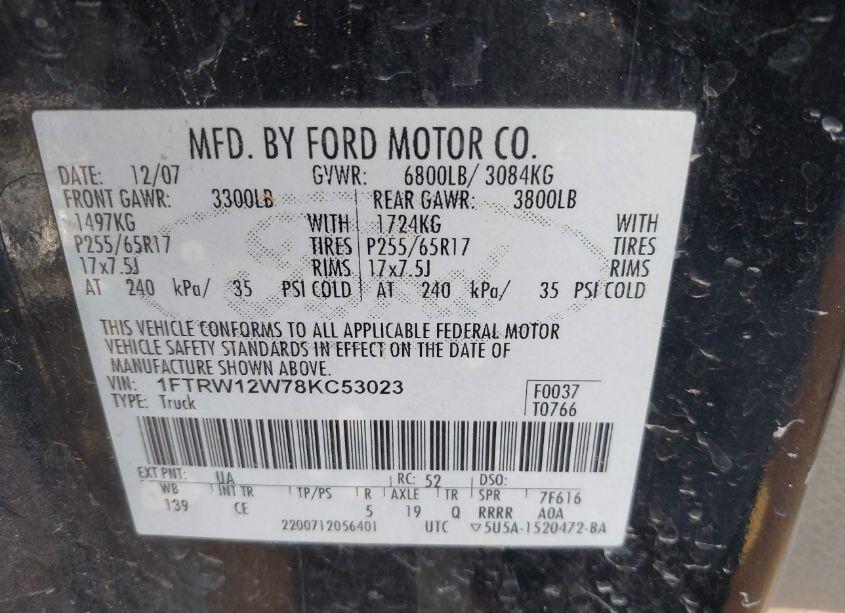 MFD. BY FORD MOTOR CO.
DATE: 12/07 GVWR: 6800LB/ 3084KG
FRONT GAWR: 3300LB REAR GAWR: 3800LB
1497KG WITH 1724KG WITH
P255/65R17 TIRES P255/65R17 TIRES
17x7.5J RIMS 17x7.5J RIMS
AT 240 kPa/ 35 PSI COLD AT 240 kPa/ 35 PSI COLD
THIS VEHICLE CONFORMS TO ALL APPLICABLE FEDERAL MOTOR
VEHICLE SAFETY STANDARDS IN EFFECT ON THE DATE OF
MANUFACTURE SHOWN ABOVE.
VIN: 1FTRW12W78KC53023 F0037
TYPE: Truck T0766
EXT PNT: UA RC: 52 DSO:
WB INT TR TP/PS R AXLE TR SPR 7F616
139 CE 5 19 Q RRRR A0A
2200712056401 UTC ▽5U5A-1520472-BA